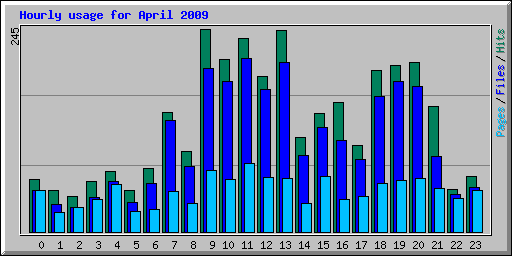 Hourly usage for April 2009
245
Pages / Files / Hits
0 1 2 3 4 5 6 7 8 9 10 11 12 13 14 15 16 17 18 19 20 21 22 23